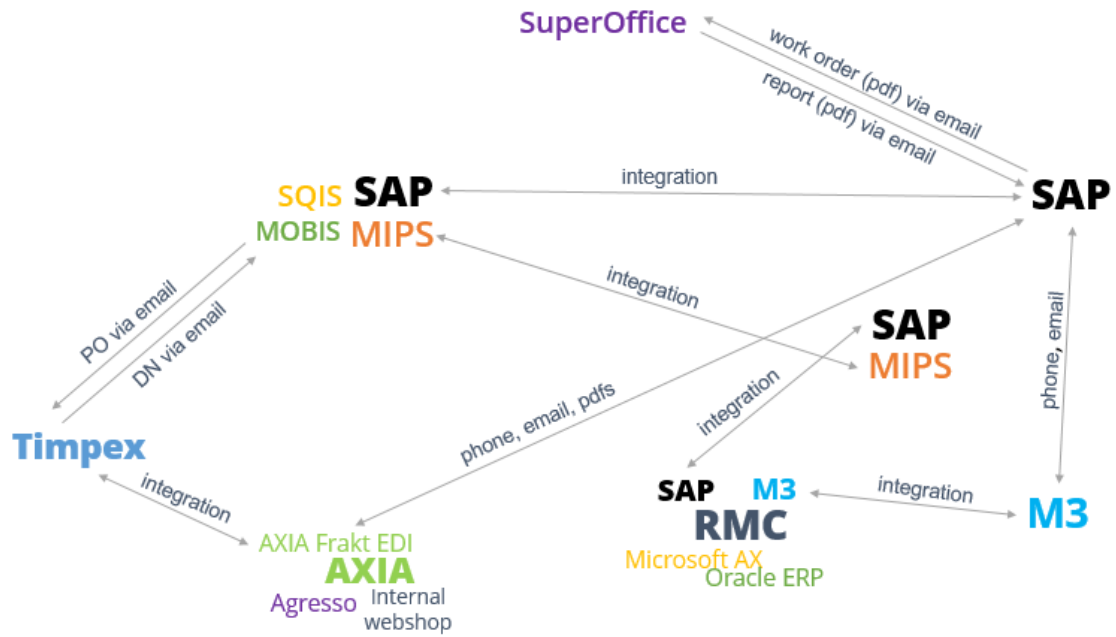 SuperOffice
work order (pdf) via email
report (pdf) via email
integration
SQIS SAP
SAP
MOBIS MIPS
integration
PO via email
DN via email
SAP
MIPS
phone, email
integration
phone, email, pdfs
Timpex
integration
SAP M3
integration
M3
RMC
AXIA Frakt EDI
Microsoft AX
AXIA
Oracle ERP
Agresso
Internal
webshop